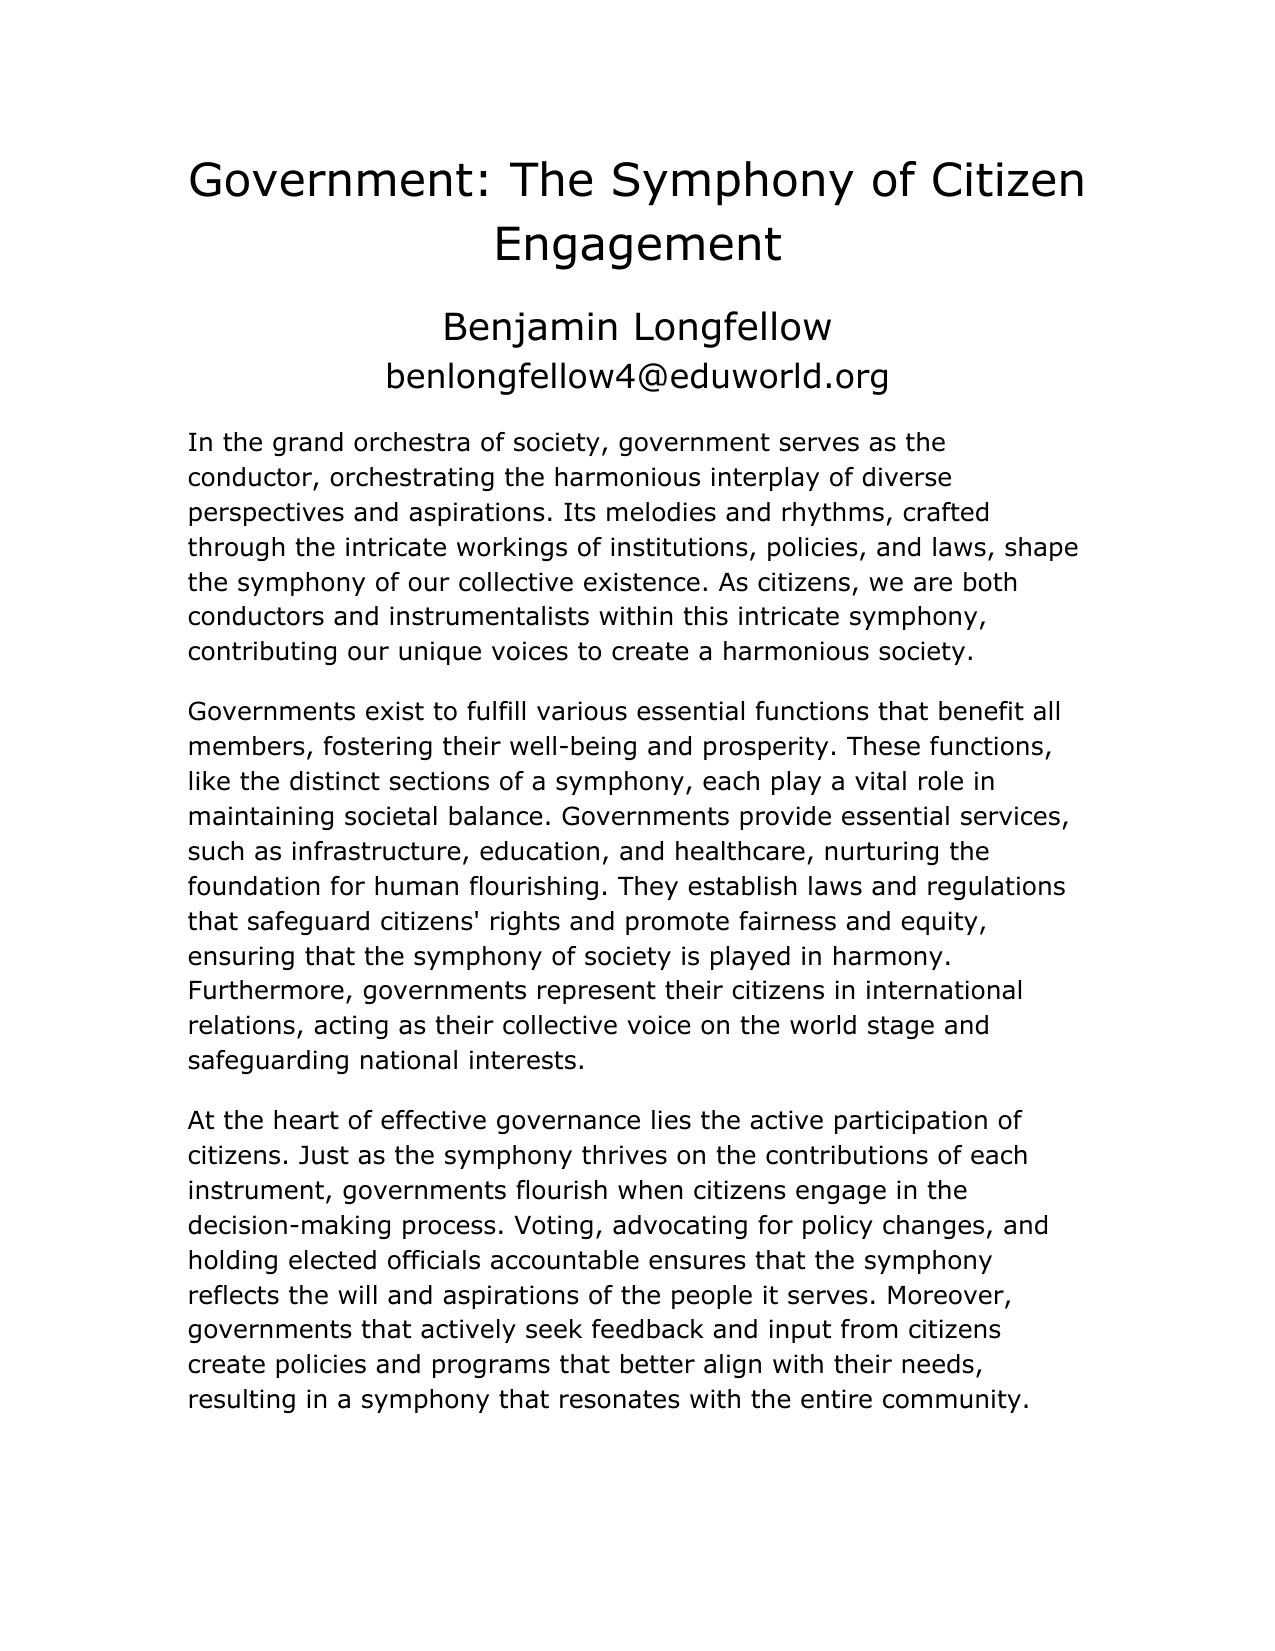 Government: The Symphony of Citizen
Engagement
Benjamin Longfellow
benlongfellow4@eduworld.org
In the grand orchestra of society, government serves as the
conductor, orchestrating the harmonious interplay of diverse
perspectives and aspirations. Its melodies and rhythms, crafted
through the intricate workings of institutions, policies, and laws, shape
the symphony of our collective existence. As citizens, we are both
conductors and instrumentalists within this intricate symphony,
contributing our unique voices to create a harmonious society.
Governments exist to fulfill various essential functions that benefit all
members, fostering their well-being and prosperity. These functions,
like the distinct sections of a symphony, each play a vital role in
maintaining societal balance. Governments provide essential services,
such as infrastructure, education, and healthcare, nurturing the
foundation for human flourishing. They establish laws and regulations
that safeguard citizens' rights and promote fairness and equity,
ensuring that the symphony of society is played in harmony.
Furthermore, governments represent their citizens in international
relations, acting as their collective voice on the world stage and
safeguarding national interests.
At the heart of effective governance lies the active participation of
citizens. Just as the symphony thrives on the contributions of each
instrument, governments flourish when citizens engage in the
decision-making process. Voting, advocating for policy changes, and
holding elected officials accountable ensures that the symphony
reflects the will and aspirations of the people it serves. Moreover,
governments that actively seek feedback and input from citizens
create policies and programs that better align with their needs,
resulting in a symphony that resonates with the entire community.